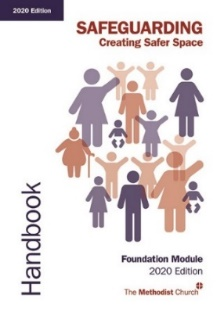 2020 Edition
SAFEGUARDING
Creating Safer Space
Handbook
Foundation Module
2020 Edition
The Methodist Church